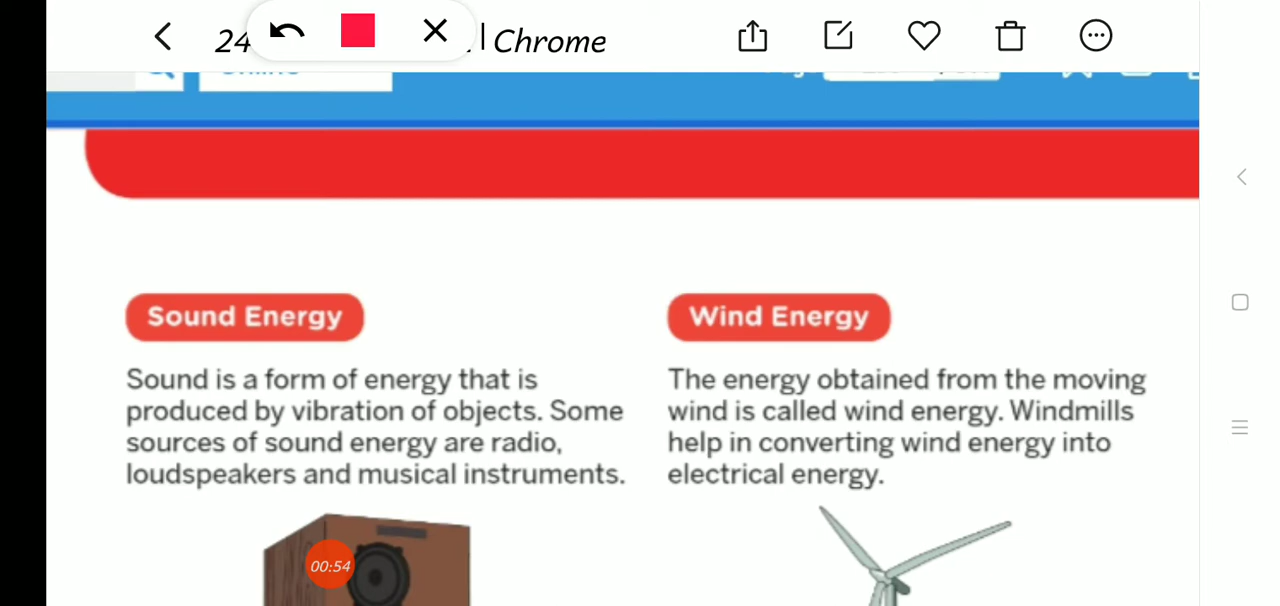 24
| Chrome
Sound Energy
Sound is a form of energy that is
produced by vibration of objects. Some
sources of sound energy are radio,
loudspeakers and musical instruments.
Wind Energy
The energy obtained from the moving
wind is called wind energy. Windmills
help in converting wind energy into
electrical energy.
00:54